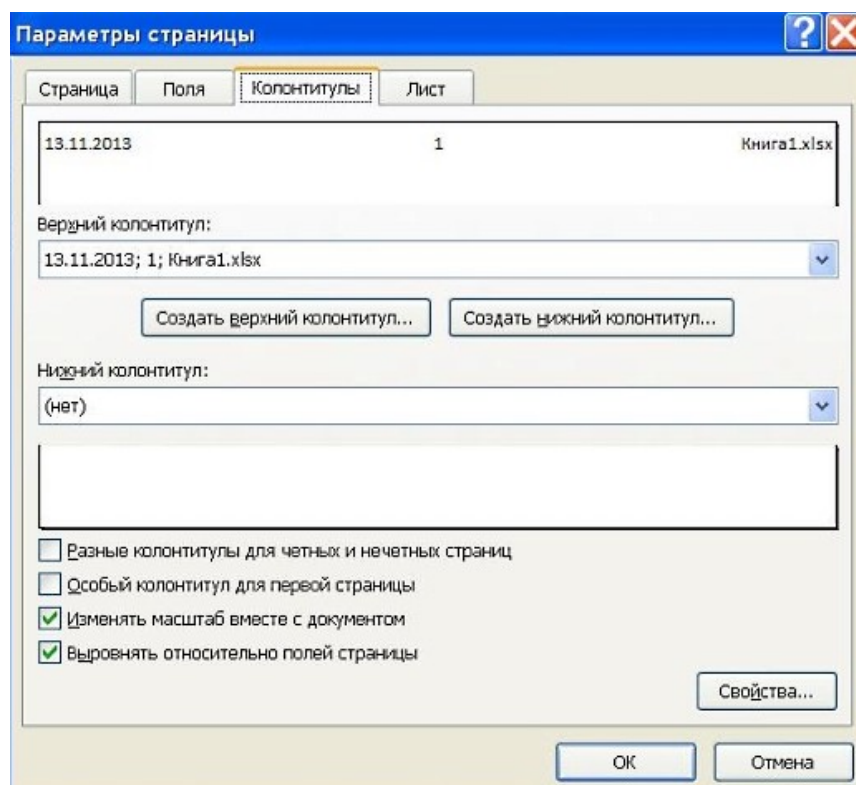 Параметры страницы
Страница Поля Колонтитулы Лист
13.11.2013 1 Книга1.xlsx
Верхний колонтитул:
13.11.2013; 1; Книга1.xlsx
Создать верхний колонтитул... Создать нижний колонтитул...
Нижний колонтитул:
(нет)
Разные колонтитулы для четных и нечетных страниц
Особый колонтитул для первой страницы
Изменять масштаб вместе с документом
Выровнять относительно полей страницы
Свойства...
ОК Отмена